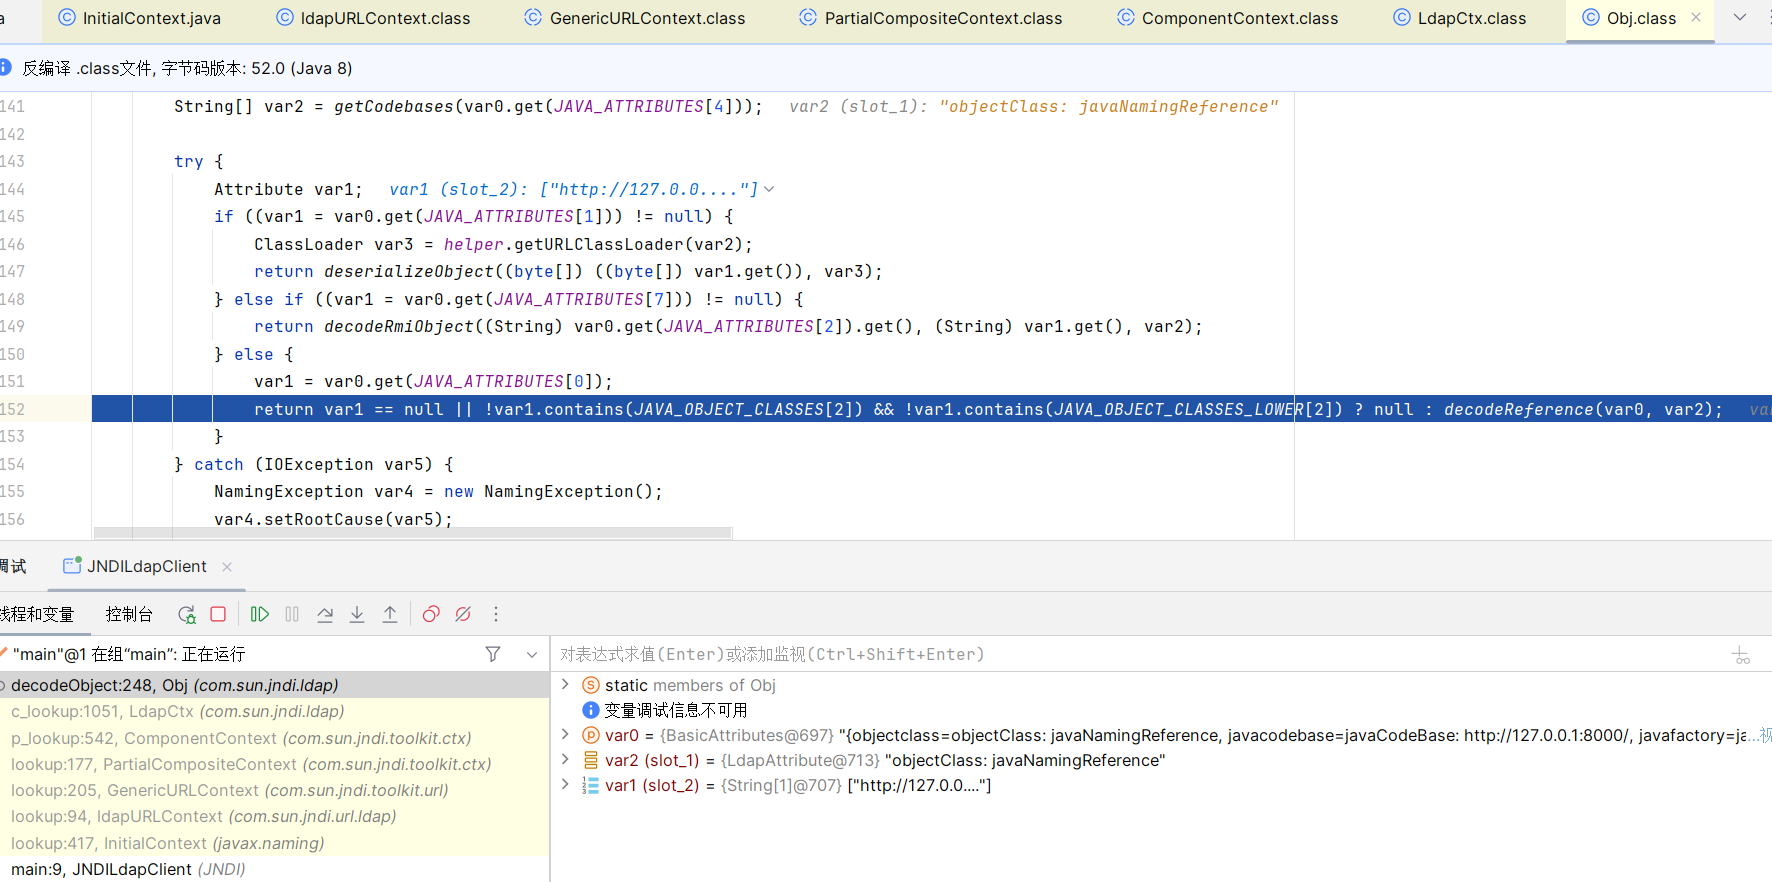 a InitialContext.java ldapURLContext.class GenericURLContext.class PartialCompositeContext.class ComponentContext.class LdapCtx.class Obj.class
反编译 .class文件, 字节码版本: 52.0 (Java 8)
141 String[] var2 = getCodebases(var0.get(JAVA_ATTRIBUTES[4])); var2 (slot_1): "objectClass: javaNamingReference"
142
143 try {
144 Attribute var1; var1 (slot_2): ["http://127.0.0...."]
145 if ((var1 = var0.get(JAVA_ATTRIBUTES[1])) != null) {
146 ClassLoader var3 = helper.getURLClassLoader(var2);
147 return deserializeObject((byte[]) ((byte[]) var1.get()), var3);
148 } else if ((var1 = var0.get(JAVA_ATTRIBUTES[7])) != null) {
149 return decodeRmiObject((String) var0.get(JAVA_ATTRIBUTES[2]).get(), (String) var1.get(), var2);
150 } else {
151 var1 = var0.get(JAVA_ATTRIBUTES[0]);
152 return var1 == null || !var1.contains(JAVA_OBJECT_CLASSES[2]) && !var1.contains(JAVA_OBJECT_CLASSES_LOWER[2]) ? null : decodeReference(var0, var2); va
153 }
154 } catch (IOException var5) {
155 NamingException var4 = new NamingException();
156 var4.setRootCause(var5);
调试 JNDILdapClient
线程和变量 控制台
"main"@1 在组“main”: 正在运行
decodeObject:248, Obj (com.sun.jndi.ldap)
c_lookup:1051, LdapCtx (com.sun.jndi.ldap)
p_lookup:542, ComponentContext (com.sun.jndi.toolkit.ctx)
lookup:177, PartialCompositeContext (com.sun.jndi.toolkit.ctx)
lookup:205, GenericURLContext (com.sun.jndi.toolkit.url)
lookup:94, ldapURLContext (com.sun.jndi.url.ldap)
lookup:417, InitialContext (javax.naming)
main:9, JNDILdapClient (JNDI)
对表达式求值(Enter)或添加监视(Ctrl+Shift+Enter)
static members of Obj
变量调试信息不可用
var0 = {BasicAttributes@697} "{objectclass=objectClass: javaNamingReference, javacodebase=javaCodeBase: http://127.0.0.1:8000/, javafactory=ja...视
var2 (slot_1) = {LdapAttribute@713} "objectClass: javaNamingReference"
var1 (slot_2) = {String[1]@707} ["http://127.0.0...."]